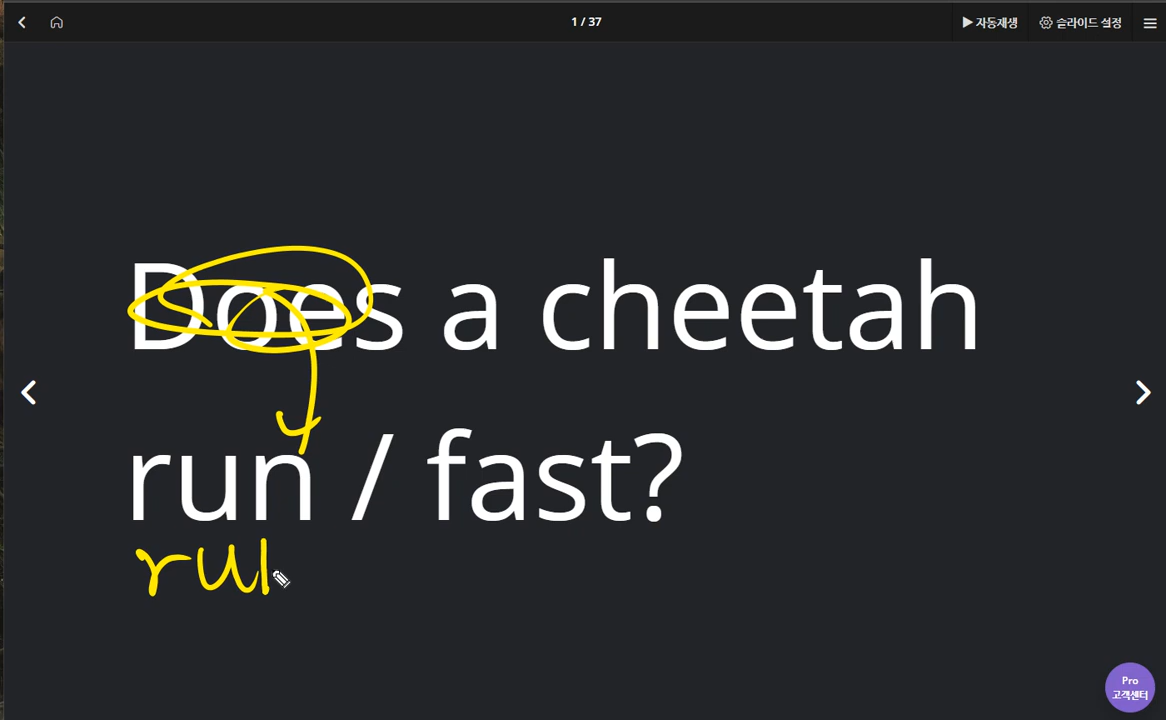 1 / 37
자동재생
슬라이드 설정
Does a cheetah
run / fast?
Pro
고객센터